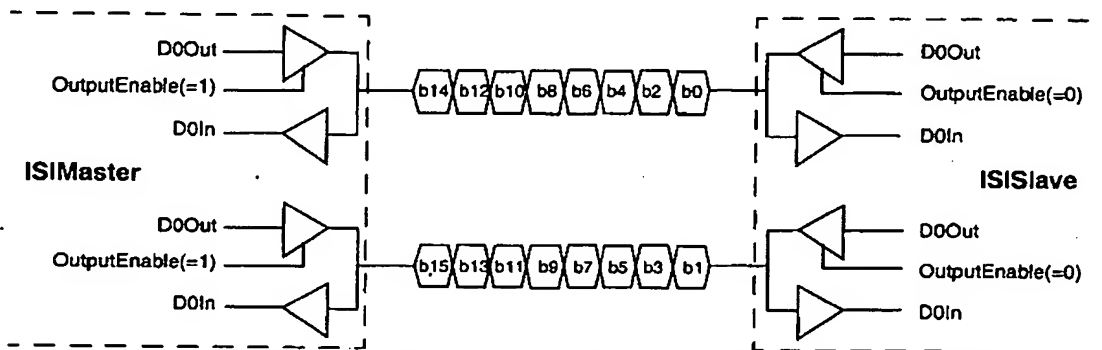 D0Out
D0Out
OutputEnable(=1)
b14 b12 b10 b8 b6 b4 b2 b0
OutputEnable(=0)
D0In
D0In
ISIMaster
ISISlave
D0Out
D0Out
OutputEnable(=1)
b15 b13 b11 b9 b7 b5 b3 b1
OutputEnable(=0)
D0In
D0In